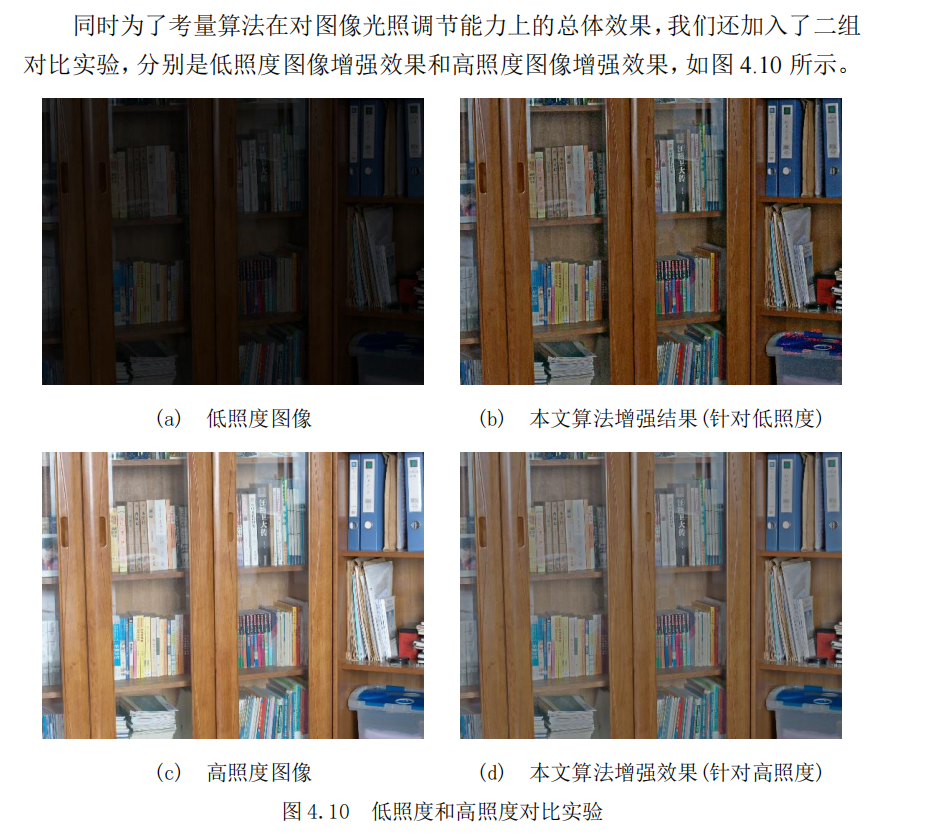 同时为了考量算法在对图像光照调节能力上的总体效果，我们还加入了二组
对比实验，分别是低照度图像增强效果和高照度图像增强效果，如图 4.10 所示。
(a) 低照度图像
(b) 本文算法增强结果(针对低照度)
(c) 高照度图像
(d) 本文算法增强效果(针对高照度)
图 4.10 低照度和高照度对比实验